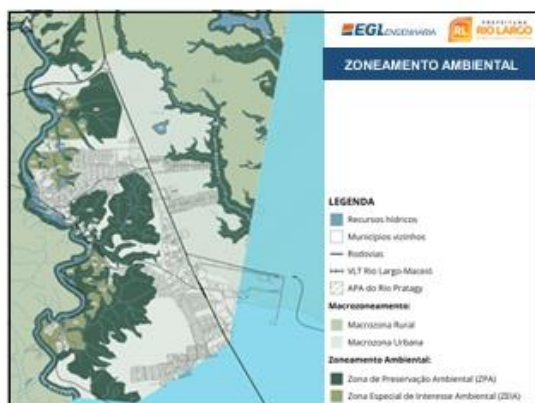 EGL ENGENHARIA
RL PREFEITURA
RIO LARGO
ZONEAMENTO AMBIENTAL
LEGENDA
Recursos hídricos
Municípios vizinhos
Rodovias
VLT Rio Largo-Maceió
APA do Rio Pratagy
Macrozoneamento:
Macrozona Rural
Macrozona Urbana
Zoneamento Ambiental:
Zona de Preservação Ambiental (ZPA)
Zona Especial de Interesse Ambiental (ZEIA)